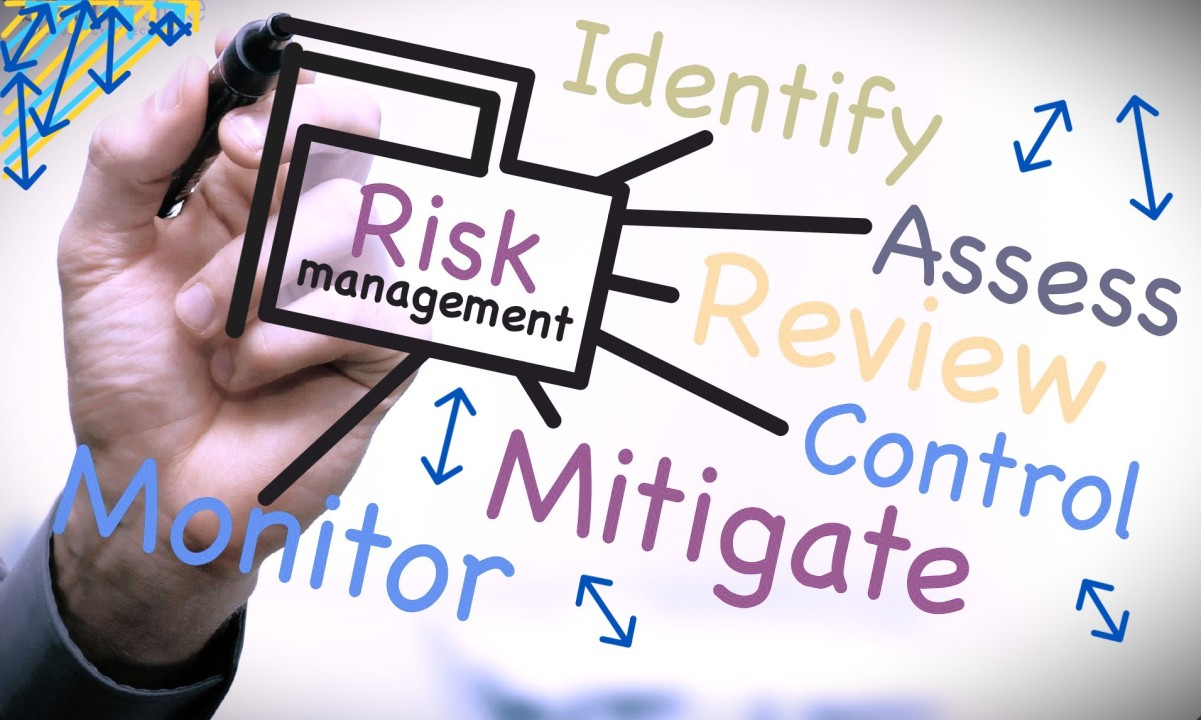 Identify
Assess
Risk
management
Review
Control
Mitigate
Monitor